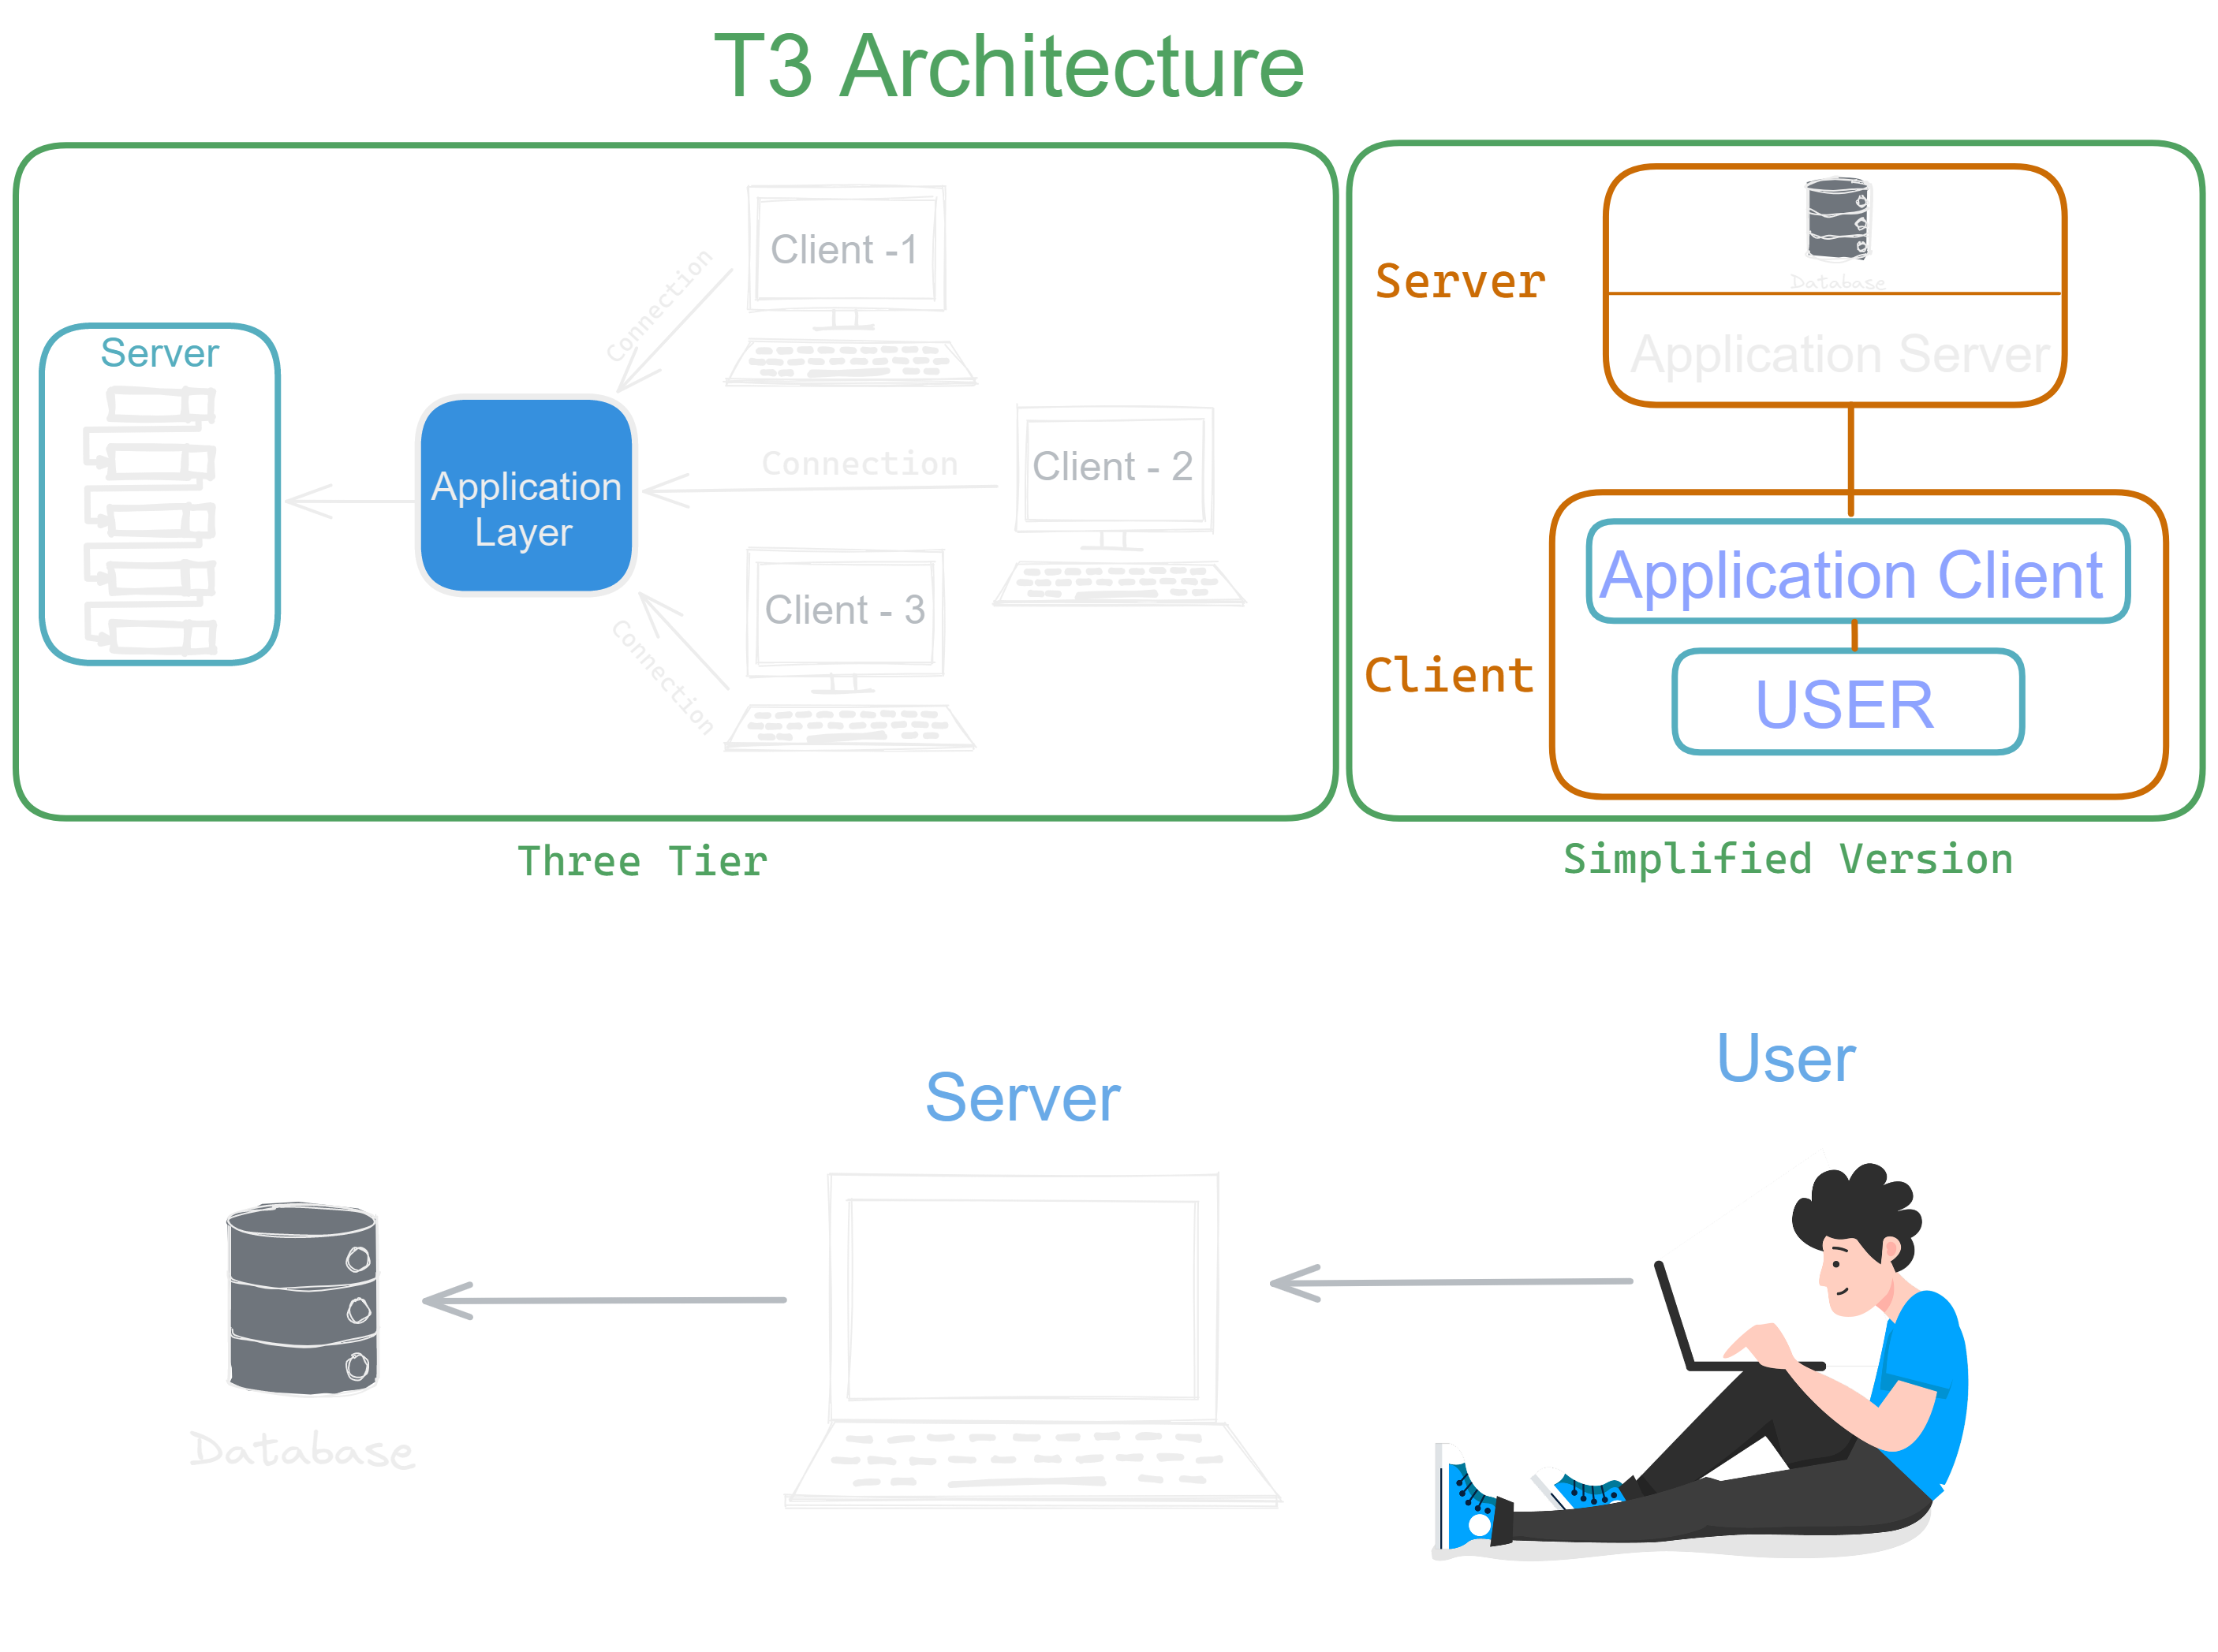 T3 Architecture
Server
Application
Layer
Connection
Client -1
Connection
Client - 2
Connection
Client - 3
Three Tier
Server
Database
Application Server
Client
Application Client
USER
Simplified Version
Database
Server
User